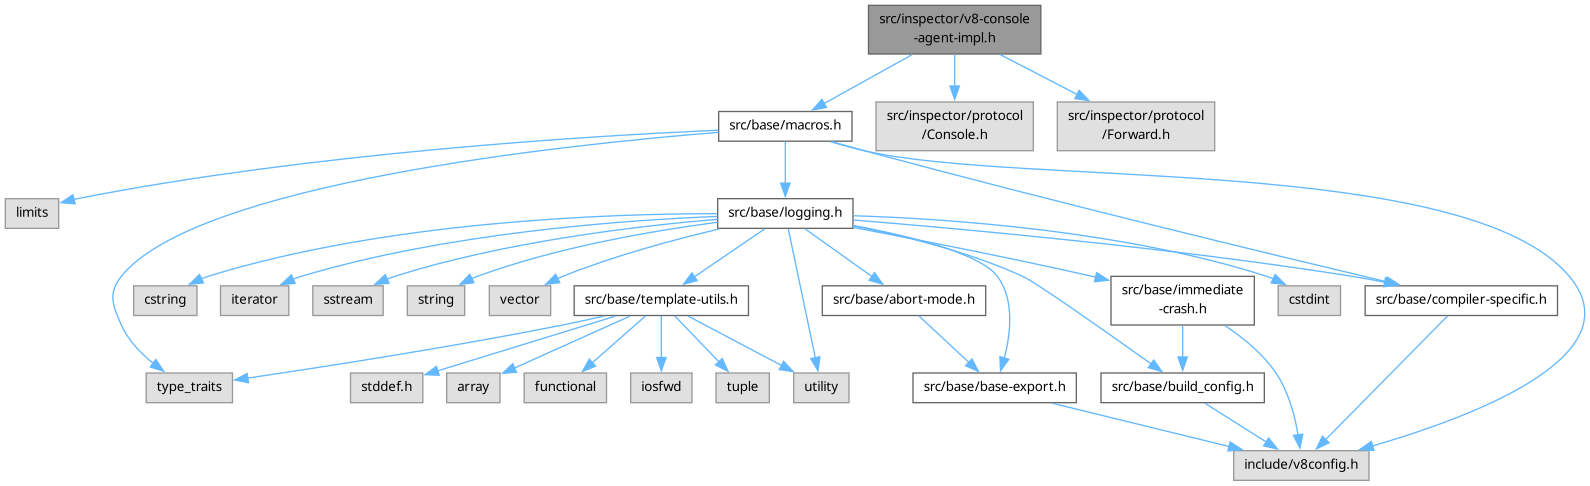 src/inspector/v8-console
-agent-impl.h
src/base/macros.h
src/inspector/protocol
/Console.h
src/inspector/protocol
/Forward.h
limits
src/base/logging.h
cstring
iterator
sstream
string
vector
src/base/template-utils.h
src/base/abort-mode.h
src/base/immediate
-crash.h
cstdint
src/base/compiler-specific.h
type_traits
stddef.h
array
functional
iosfwd
tuple
utility
src/base/base-export.h
src/base/build_config.h
include/v8config.h